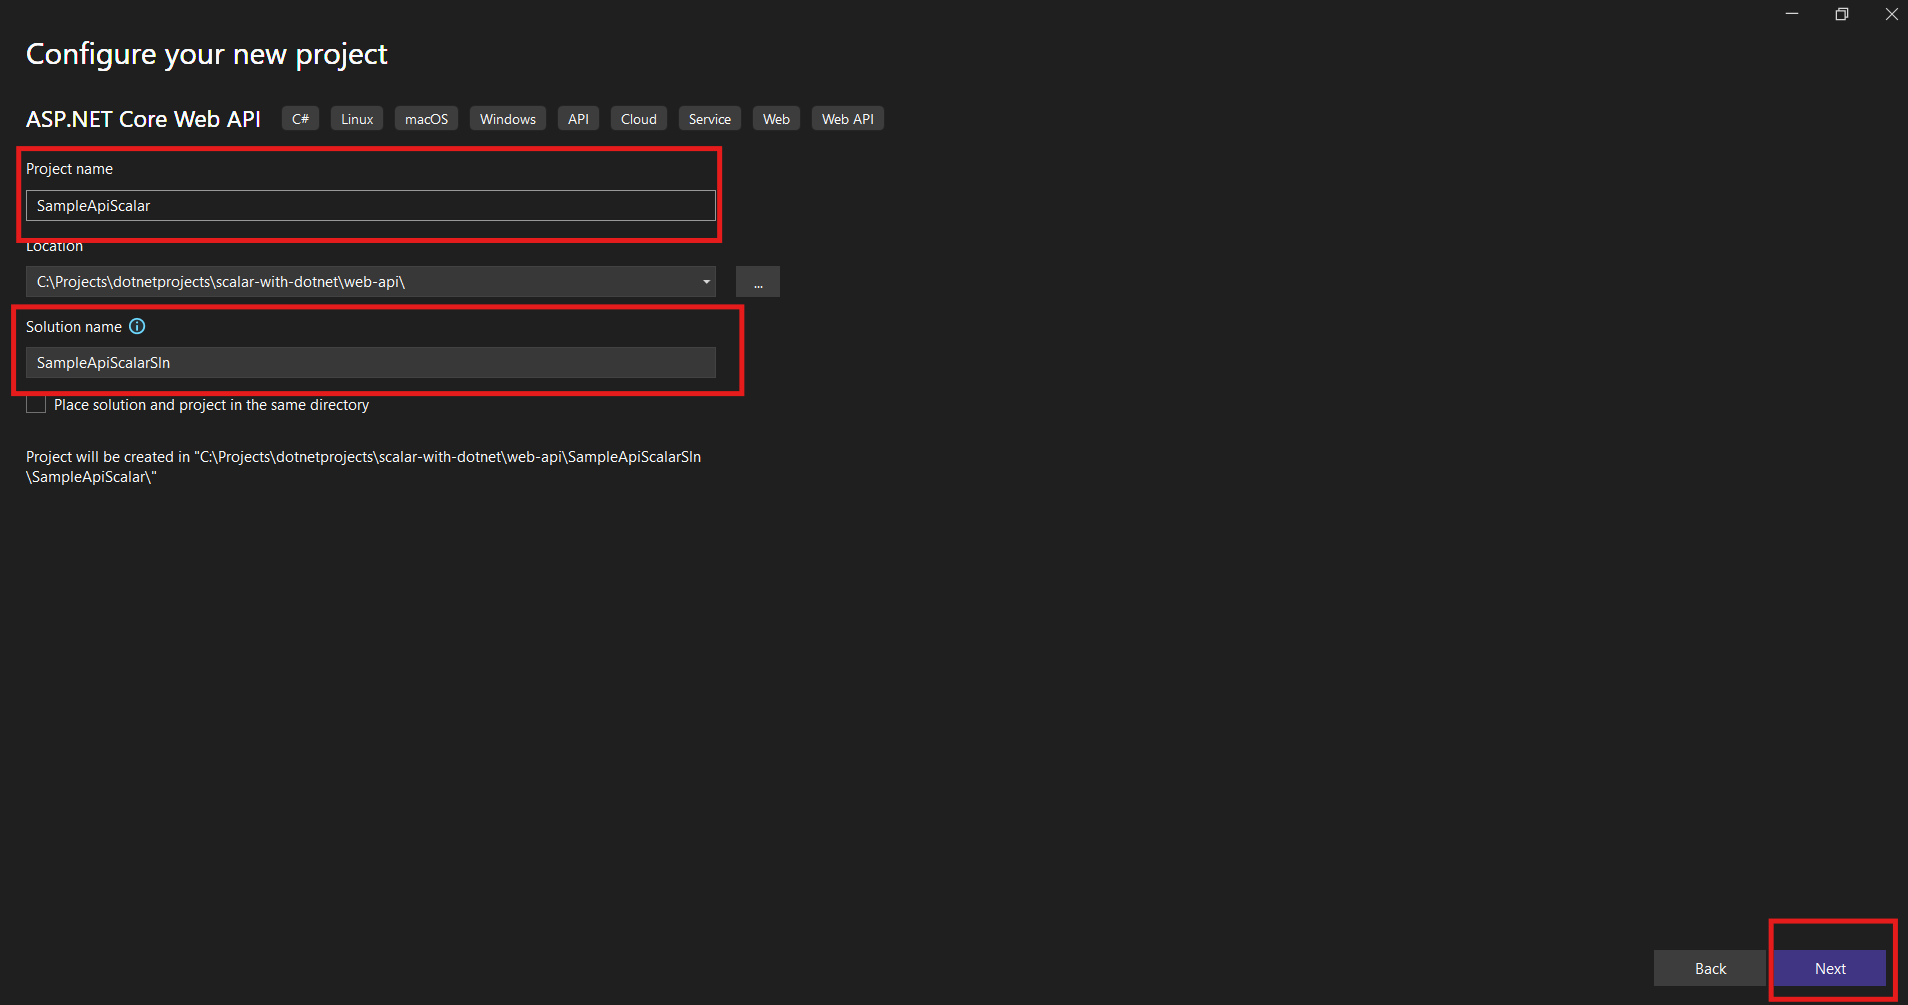 Configure your new project
ASP.NET Core Web API C# Linux macOS Windows API Cloud Service Web Web API
Project name
SampleApiScalar
Location
C:\Projects\dotnetprojects\scalar-with-dotnet\web-api\ ...
Solution name
SampleApiScalarSln
Place solution and project in the same directory
Project will be created in "C:\Projects\dotnetprojects\scalar-with-dotnet\web-api\SampleApiScalarSln
\SampleApiScalar\"
Back Next